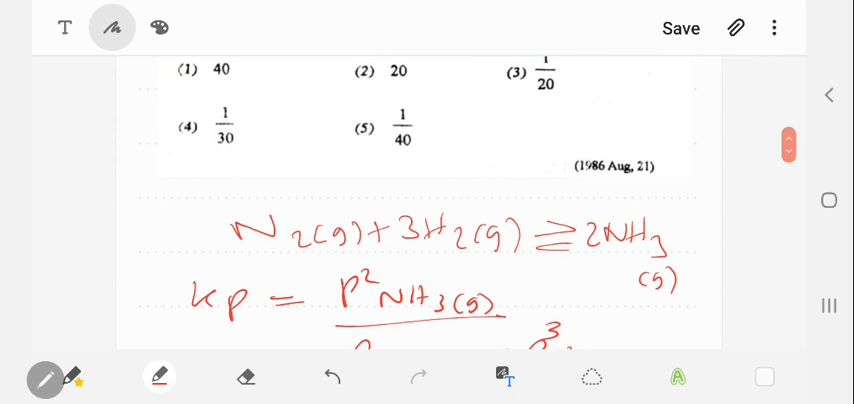 T Save
(1) 40 (2) 20 (3) 1/20
(4) 1/30 (5) 1/40
(1986 Aug, 21)
N2(g)+3H2(g) ⇌ 2NH3
(g)
kp = P²NH3(g).
3